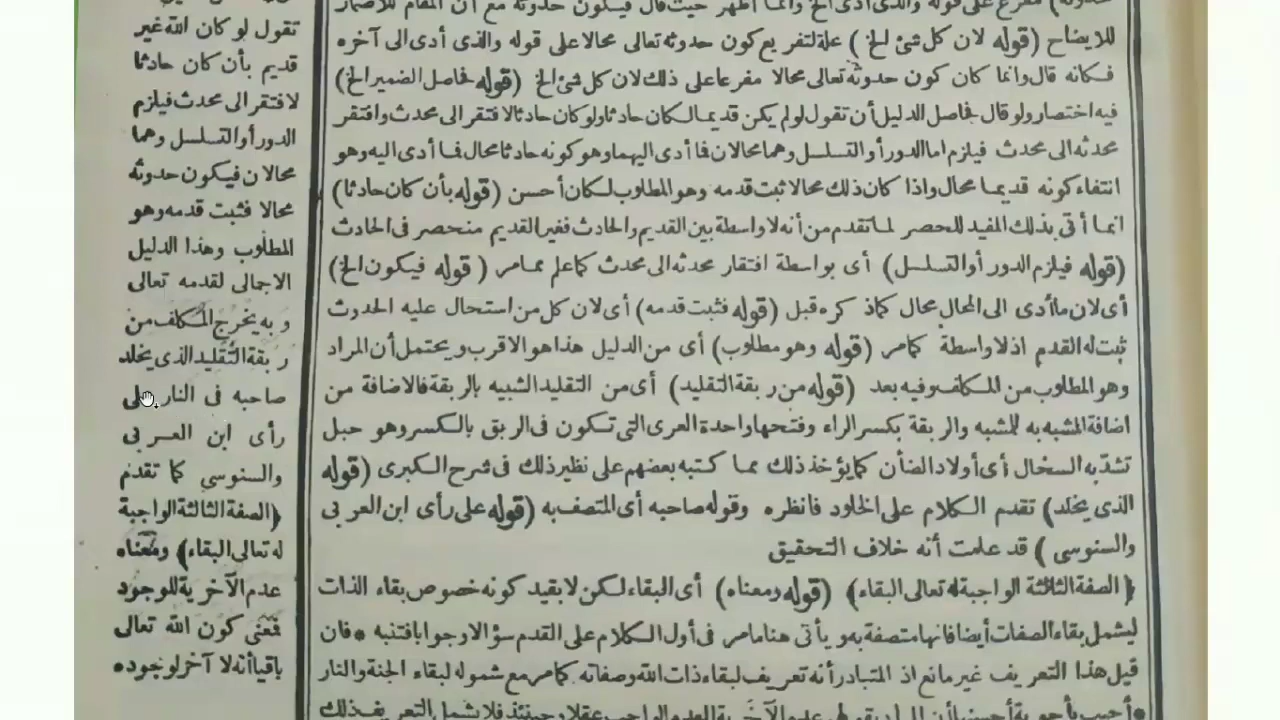 للايضاح (قوله لان كل شئ الخ) علة لتفريع كون حدوثه تعالى محالا على قوله والذى أدى الى آخره
فكانه قال وانما كان كون حدوثه تعالى محالا مفرعا على ذلك لان كل شئ الخ (قوله فاصل الضمير الخ)
فيه اختصار ولو قال فاصل الدليل أن تقول لو لم يكن قديما لكان حادثا ولو كان حادثا لافتقر الى محدث وافتقر
محدثه الى محدث فيلزم اما الدور أو التسلسل وهما محالان فما أدى اليهما وهو كونه حادثا محال فما أدى اليه وهو
انتفاء كونه قديما محال واذا كان ذلك محالا ثبت قدمه وهو المطلوب لكان أحسن (قوله بأن كان حادثا)
انما أتى بذلك المفيد للحصر لما تقدم من أنه لا واسطة بين القديم والحادث فغير القديم منحصر فى الحادث
(قوله فيلزم الدور أو التسلسل) أى بواسطة افتقار محدثه الى محدث كما علم مما مر (قوله فيكون الخ)
أى لان ما أدى الى المحال محال كما ذكره قبل (قوله فثبت قدمه) أى لان كل من استحال عليه الحدوث
ثبت له القدم اذ لا واسطة كما مر (قوله وهو مطلوب) أى من الدليل هذا هو الاقرب ويحتمل أن المراد
وهو المطلوب من المكلف وفيه بعد (قوله من ربقة التقليد) أى من التقليد الشبيه بالربقة فالاضافة من
اضافة المشبه به للمشبه والربقة بكسر الراء وفتحها واحدة العرى التى تكون فى الربق بالكسر وهو حبل
تشد به السخال أى أولاد الضأن كما يؤخذ ذلك مما كتبه بعضهم على نظير ذلك فى شرح الكبرى (قوله
الذى يخلد) تقدم الكلام على الخلود فانظره وقوله صاحبه أى المتصف به (قوله على رأى ابن العربى
والسنوسى) قد علمت أنه خلاف التحقيق
﴿الصفة الثالثة الواجبة له تعالى البقاء﴾ (قوله ومعناه) أى البقاء لكن لا بقيد كونه خصوص بقاء الذات
ليشمل بقاء الصفات أيضا فانها متصفة به ويأتى هنا ما مر فى أول الكلام على القدم سؤالا وجوابا فتنبه * فان
قيل هذا التعريف غير مانع اذ المتبادر أنه تعريف لبقاء ذات الله وصفاته كما مر مع شموله لبقاء الجنة والنار
تقول لو كان الله غير
قديم بأن كان حادثا
لافتقر الى محدث فيلزم
الدور أو التسلسل وهما
محالان فيكون حدوثه
محالا فثبت قدمه وهو
المطلوب وهذا الدليل
الاجمالى لقدمه تعالى
وبه يخرج المكلف من
ربقة التقليد الذى يخلد
صاحبه فى النار على
رأى ابن العربى
والسنوسى كما تقدم
﴿الصفة الثالثة الواجبة
له تعالى البقاء﴾ ومعناه
عدم الآخرية للوجود
فمعنى كون الله تعالى
باقيا أنه لا آخر لوجوده